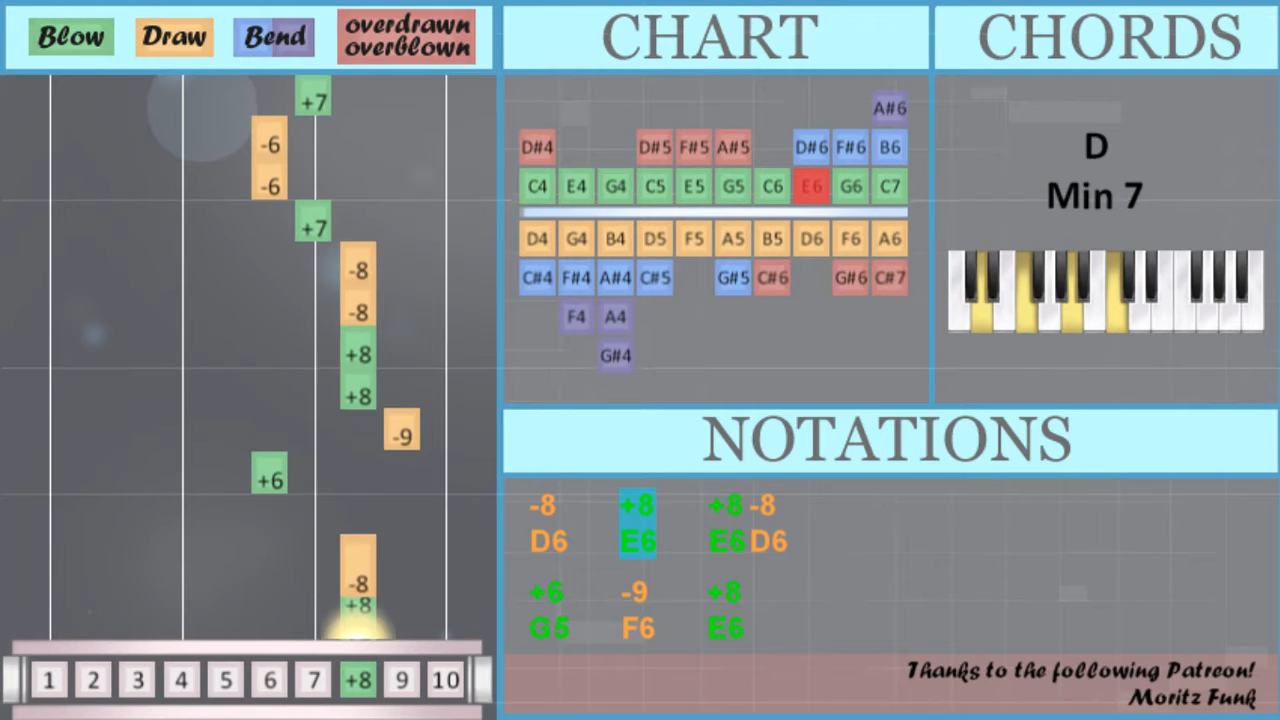 Blow Draw Bend overdrawn
overblown
CHART
CHORDS
+7
-6
-6
+7
-8
-8
+8
+8
-9
+6
-8
+8
1 2 3 4 5 6 7 +8 9 10
A#6
D#4 D#5 F#5 A#5 D#6 F#6 B6
C4 E4 G4 C5 E5 G5 C6 E6 G6 C7
D4 G4 B4 D5 F5 A5 B5 D6 F6 A6
C#4 F#4 A#4 C#5 G#5 C#6 G#6 C#7
F4 A4
G#4
D
Min 7
NOTATIONS
-8 +8 +8 -8
D6 E6 E6 D6
+6 -9 +8
G5 F6 E6
Thanks to the following Patreon!
Moritz Funk